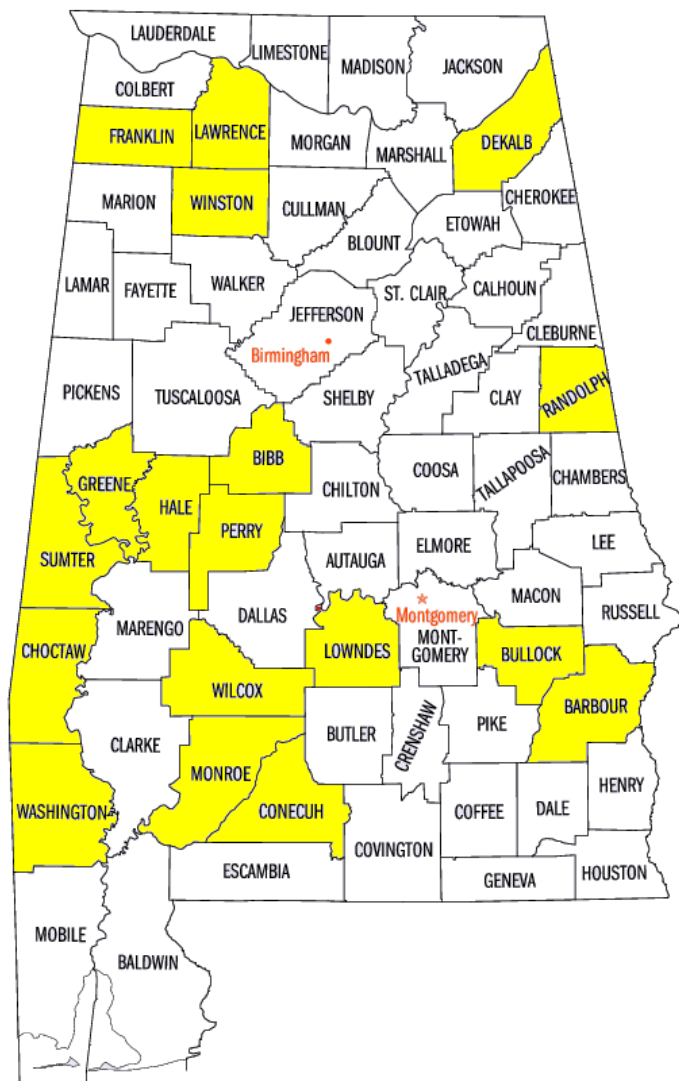 LAUDERDALE
LIMESTONE
MADISON
JACKSON
COLBERT
FRANKLIN
LAWRENCE
MORGAN
MARSHALL
DEKALB
MARION
WINSTON
CULLMAN
BLOUNT
ETOWAH
CHEROKEE
LAMAR
FAYETTE
WALKER
JEFFERSON
ST. CLAIR
CALHOUN
CLEBURNE
Birmingham
PICKENS
TUSCALOOSA
SHELBY
TALLADEGA
CLAY
RANDOLPH
GREENE
HALE
BIBB
PERRY
CHILTON
COOSA
TALLAPOOSA
CHAMBERS
SUMTER
AUTAUGA
ELMORE
LEE
MACON
RUSSELL
CHOCTAW
MARENGO
DALLAS
LOWNDES
Montgomery
MONT-
GOMERY
BULLOCK
WILCOX
BARBOUR
CLARKE
BUTLER
CRENSHAW
PIKE
WASHINGTON
MONROE
CONECUH
COFFEE
DALE
HENRY
ESCAMBIA
COVINGTON
GENEVA
HOUSTON
MOBILE
BALDWIN